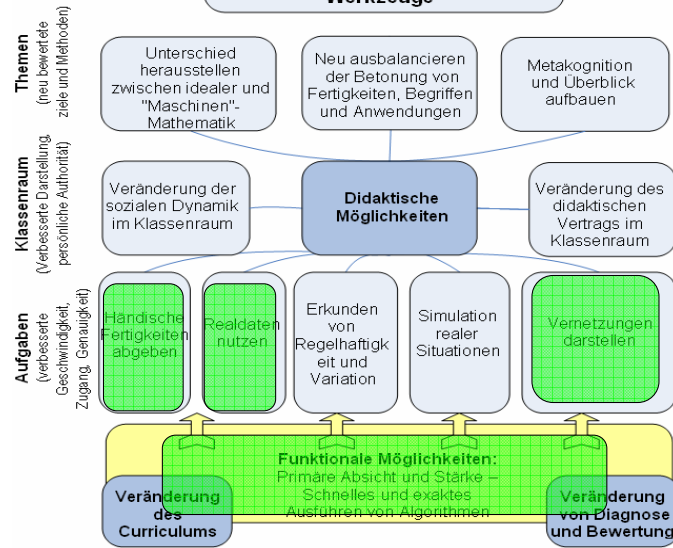 Werkzeuge
Themen
(neu bewertete
ziele und Methoden)
Unterschied
herausstellen
zwischen idealer und
"Maschinen"-
Mathematik
Neu ausbalancieren
der Betonung von
Fertigkeiten, Begriffen
und Anwendungen
Metakognition
und Überblick
aufbauen
Klassenraum
(Verbesserte Darstellung,
persönliche Authorität)
Veränderung der
sozialen Dynamik
im Klassenraum
Didaktische
Möglichkeiten
Veränderung des
didaktischen
Vertrags im
Klassenraum
Aufgaben
(verbesserte
Geschwindigkeit,
Zugang, Genauigkeit)
Händische
Fertigkeiten
abgeben
Realdaten
nutzen
Erkunden
von
Regelhaftigk
eit und
Variation
Simulation
realer
Situationen
Vernetzungen
darstellen
Funktionale Möglichkeiten:
Primäre Absicht und Stärke –
Schnelles und exaktes
Ausführen von Algorithmen
Veränderung
des
Curriculums
Veränderung
von Diagnose
und Bewertung